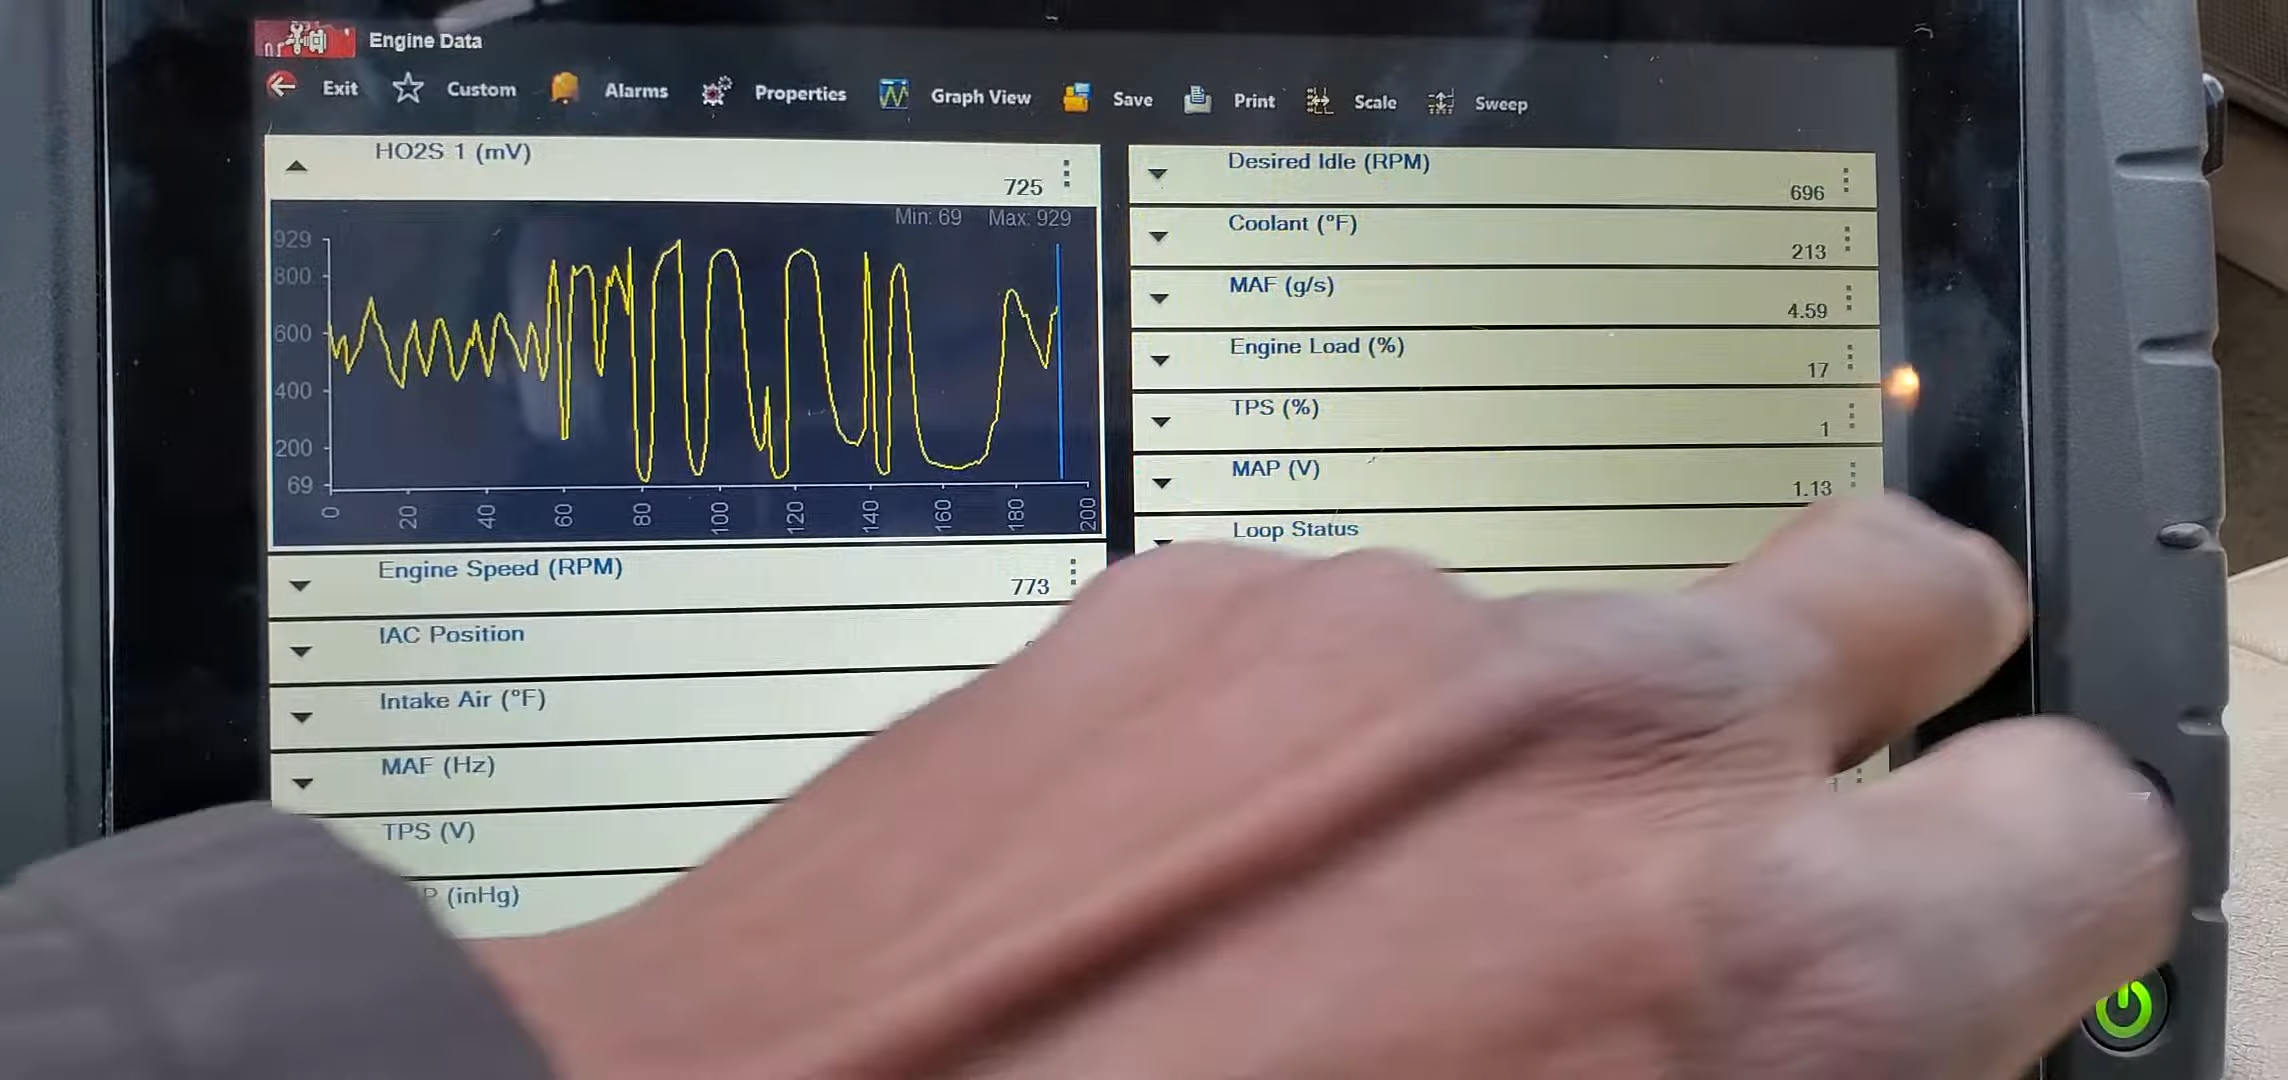 Engine Data
Exit Custom Alarms Properties Graph View Save Print Scale Sweep
HO2S 1 (mV)
725
Min: 69 Max: 929
929
800
600
400
200
69
0 20 40 60 80 100 120 140 160 180 200
Engine Speed (RPM)
773
IAC Position
Intake Air (°F)
MAF (Hz)
TPS (V)
(inHg)
Desired Idle (RPM)
696
Coolant (°F)
213
MAF (g/s)
4.59
Engine Load (%)
17
TPS (%)
1
MAP (V)
1.13
Loop Status